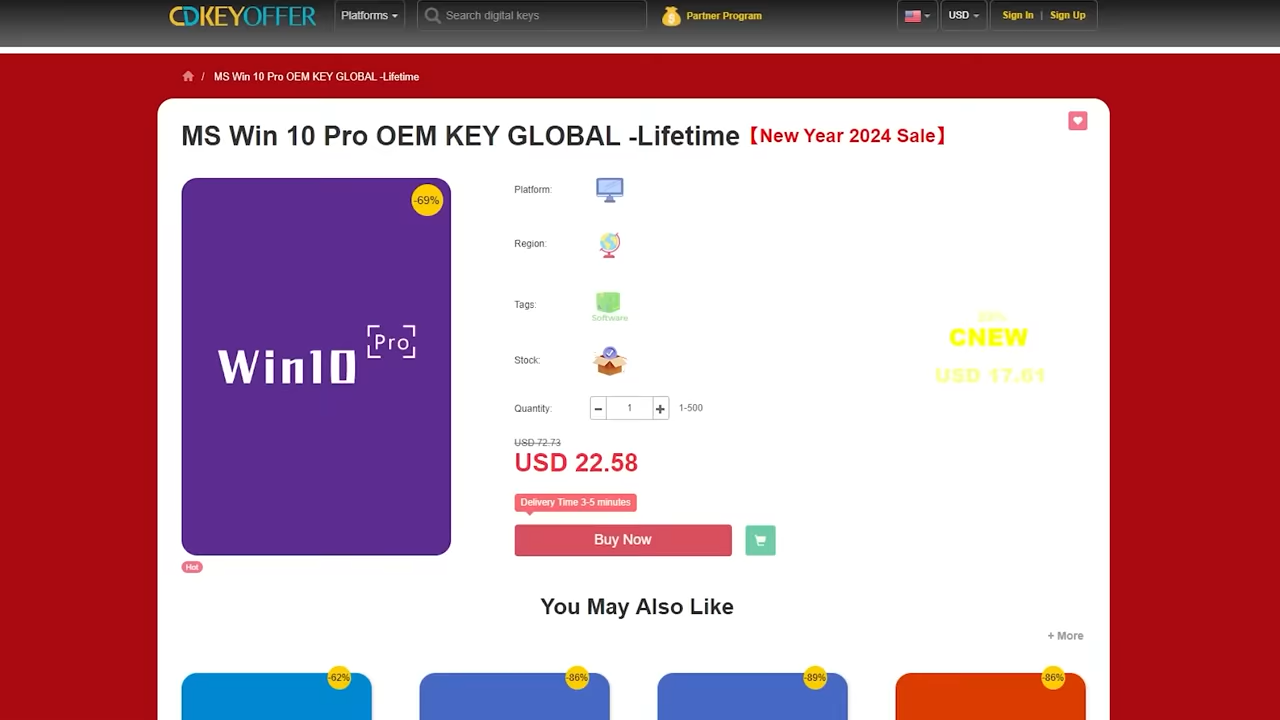 CDKEYOFFER
Platforms
Search digital keys
Partner Program
USD
Sign In | Sign Up
/ MS Win 10 Pro OEM KEY GLOBAL -Lifetime
MS Win 10 Pro OEM KEY GLOBAL -Lifetime【New Year 2024 Sale】
-69%
Win10 Pro
Hot
Platform:
Region:
Tags:
Software
Stock:
Quantity:
1
1-500
USD 72.73
USD 22.58
Delivery Time 3-5 minutes
Buy Now
CNEW
USD 17.61
You May Also Like
+ More
-62%
-86%
-89%
-86%